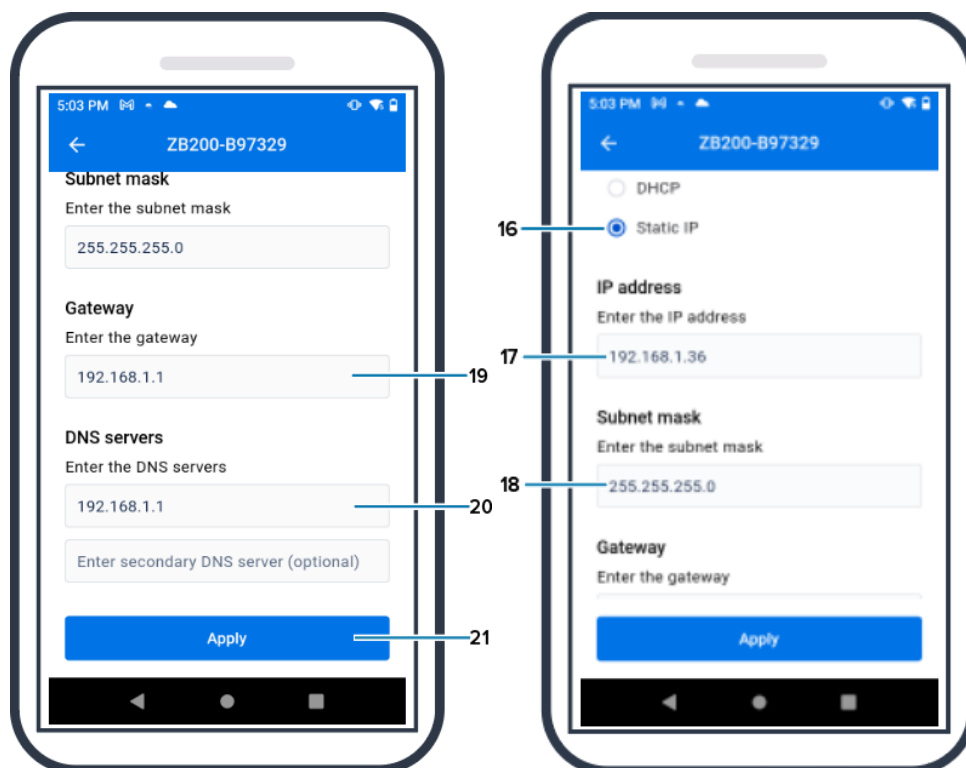 5:03 PM
ZB200-B97329
Subnet mask
Enter the subnet mask
255.255.255.0
Gateway
Enter the gateway
192.168.1.1
19
DNS servers
Enter the DNS servers
192.168.1.1
20
Enter secondary DNS server (optional)
Apply
21
5:03 PM
ZB200-B97329
DHCP
16
Static IP
IP address
Enter the IP address
17
192.168.1.36
Subnet mask
Enter the subnet mask
18
255.255.255.0
Gateway
Enter the gateway
Apply